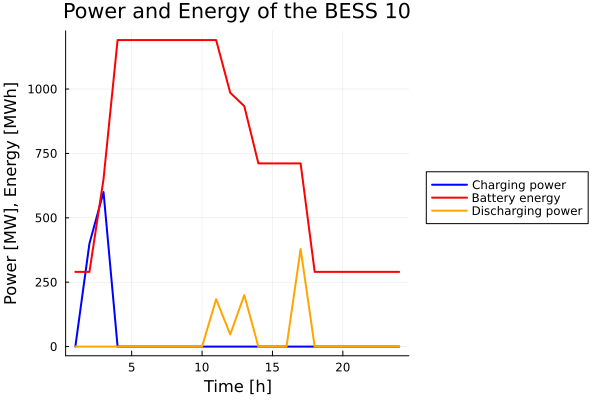 Power and Energy of the BESS 10
Power [MW], Energy [MWh]
1000
750
500
250
0
5
10
15
20
Time [h]
Charging power
Battery energy
Discharging power